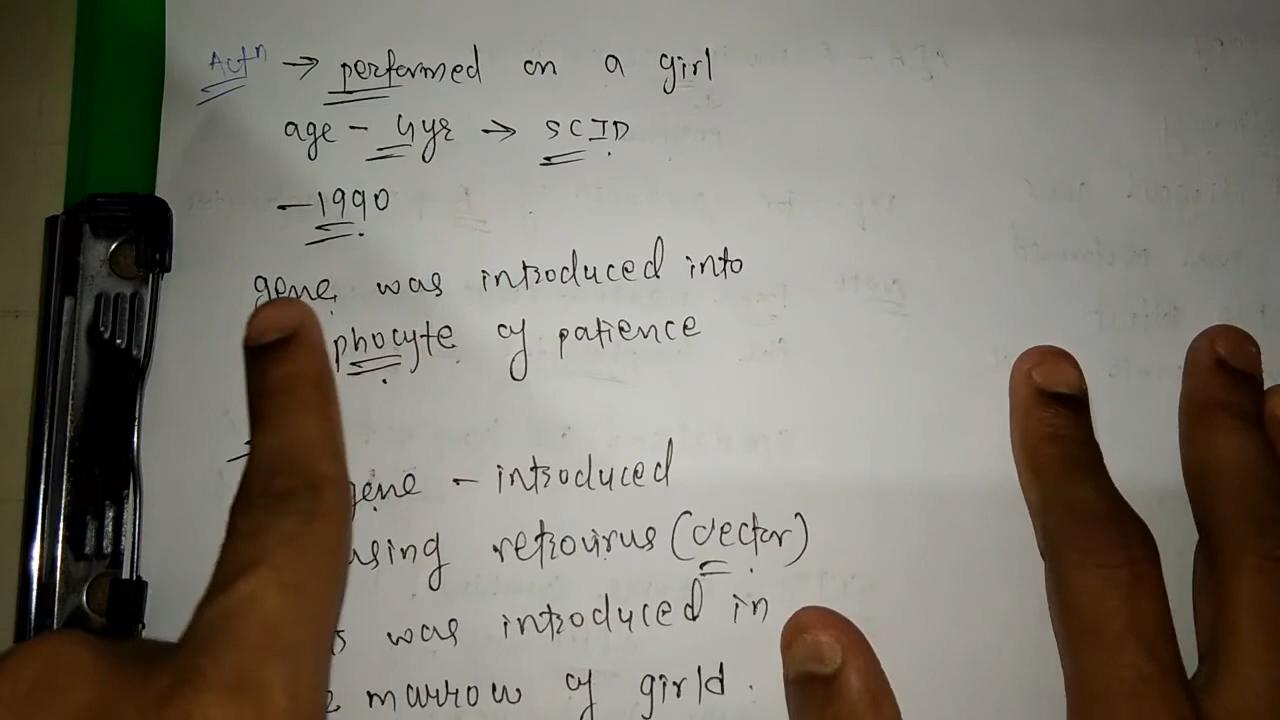 Actⁿ → performed on a girl
age - 4yr → SCID
- 1990
gene was introduced into
phocyte of patience
gene - introduced
using retrovirus (vector)
was introduced in
marrow of girld.